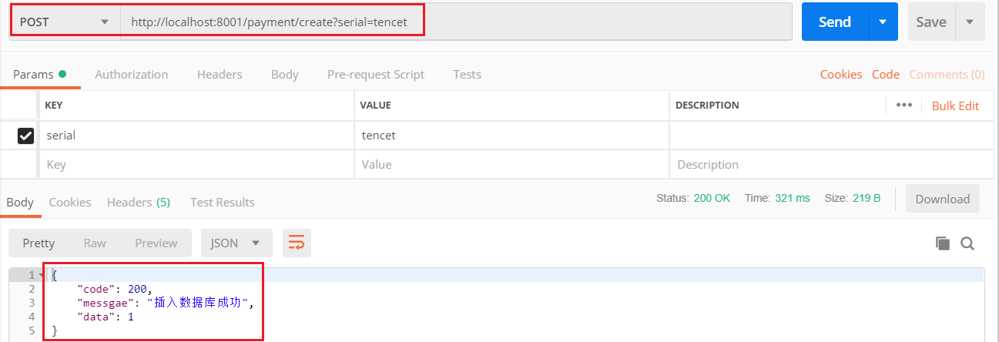 POST http://localhost:8001/payment/create?serial=tencet Send Save
Params Authorization Headers Body Pre-request Script Tests Cookies Code Comments (0)
KEY VALUE DESCRIPTION ••• Bulk Edit
serial tencet
Key Value Description
Body Cookies Headers (5) Test Results Status: 200 OK Time: 321 ms Size: 219 B Download
Pretty Raw Preview JSON
1 {
2 "code": 200,
3 "messgae": "插入数据库成功",
4 "data": 1
5 }